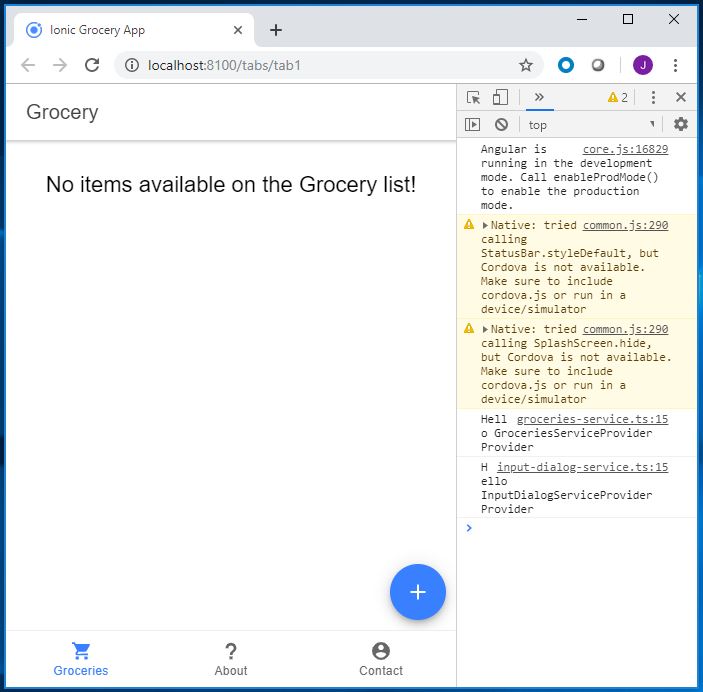 Ionic Grocery App
localhost:8100/tabs/tab1
J
Grocery
No items available on the Grocery list!
Groceries
?
About
Contact
2
top
Angular is core.js:16829
running in the development
mode. Call enableProdMode()
to enable the production
mode.
Native: tried common.js:290
calling
StatusBar.styleDefault, but
Cordova is not available.
Make sure to include
cordova.js or run in a
device/simulator
Native: tried common.js:290
calling SplashScreen.hide,
but Cordova is not available.
Make sure to include
cordova.js or run in a
device/simulator
Hell groceries-service.ts:15
o GroceriesServiceProvider
Provider
H input-dialog-service.ts:15
ello
InputDialogServiceProvider
Provider